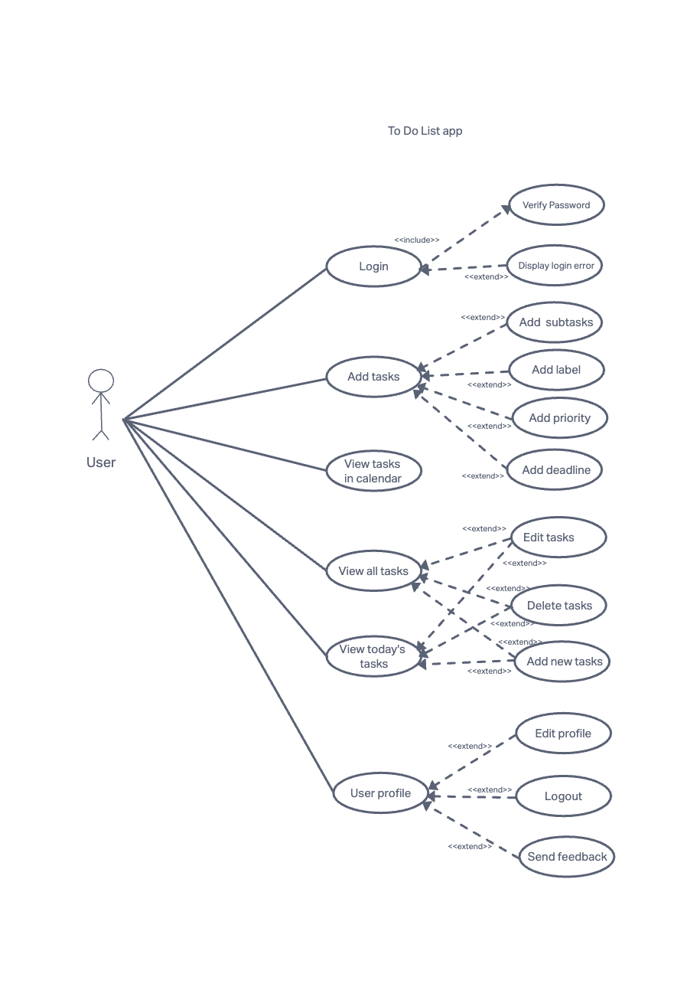 To Do List app
Verify Password
<<include>>
Login
Display login error
<<extend>>
<<extend>>
Add subtasks
Add tasks
Add label
<<extend>>
Add priority
<<extend>>
User
View tasks
in calendar
Add deadline
<<extend>>
<<extend>>
Edit tasks
<<extend>>
View all tasks
<<extend>>
Delete tasks
<<extend>>
<<extend>>
View today's
tasks
Add new tasks
<<extend>>
Edit profile
<<extend>>
<<extend>>
User profile
Logout
<<extend>>
Send feedback